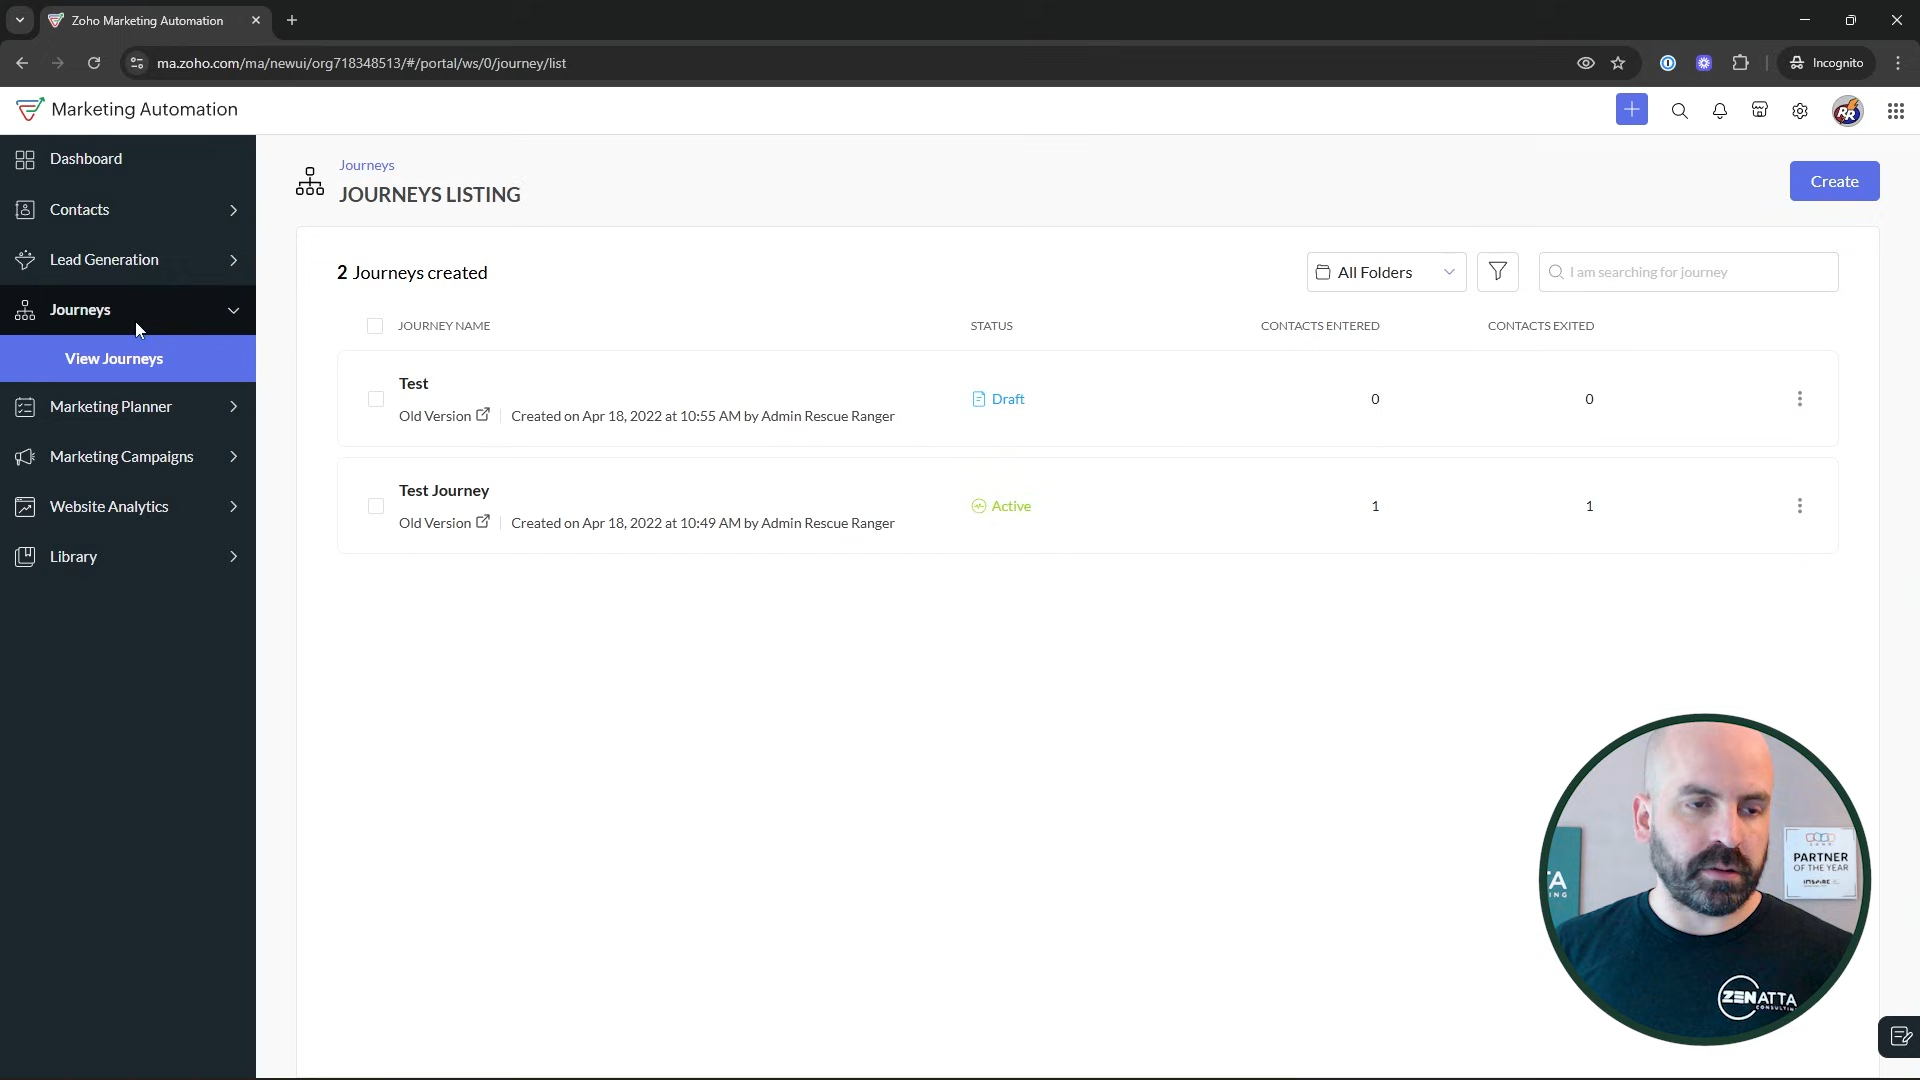 Zoho Marketing Automation
ma.zoho.com/ma/newui/org718348513/#/portal/ws/0/journey/list
Incognito
Marketing Automation
Dashboard
Contacts
Lead Generation
Journeys
View Journeys
Marketing Planner
Marketing Campaigns
Website Analytics
Library
Journeys
JOURNEYS LISTING
Create
2 Journeys created
All Folders
I am searching for journey
JOURNEY NAME STATUS CONTACTS ENTERED CONTACTS EXITED
Test
Old Version Created on Apr 18, 2022 at 10:55 AM by Admin Rescue Ranger
Draft 0 0
Test Journey
Old Version Created on Apr 18, 2022 at 10:49 AM by Admin Rescue Ranger
Active 1 1
PARTNER
OF THE YEAR
ZENATTA
CONSULTING